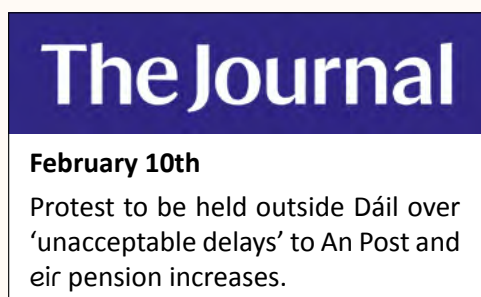 The Journal
February 10th
Protest to be held outside Dáil over
‘unacceptable delays’ to An Post and
eir pension increases.